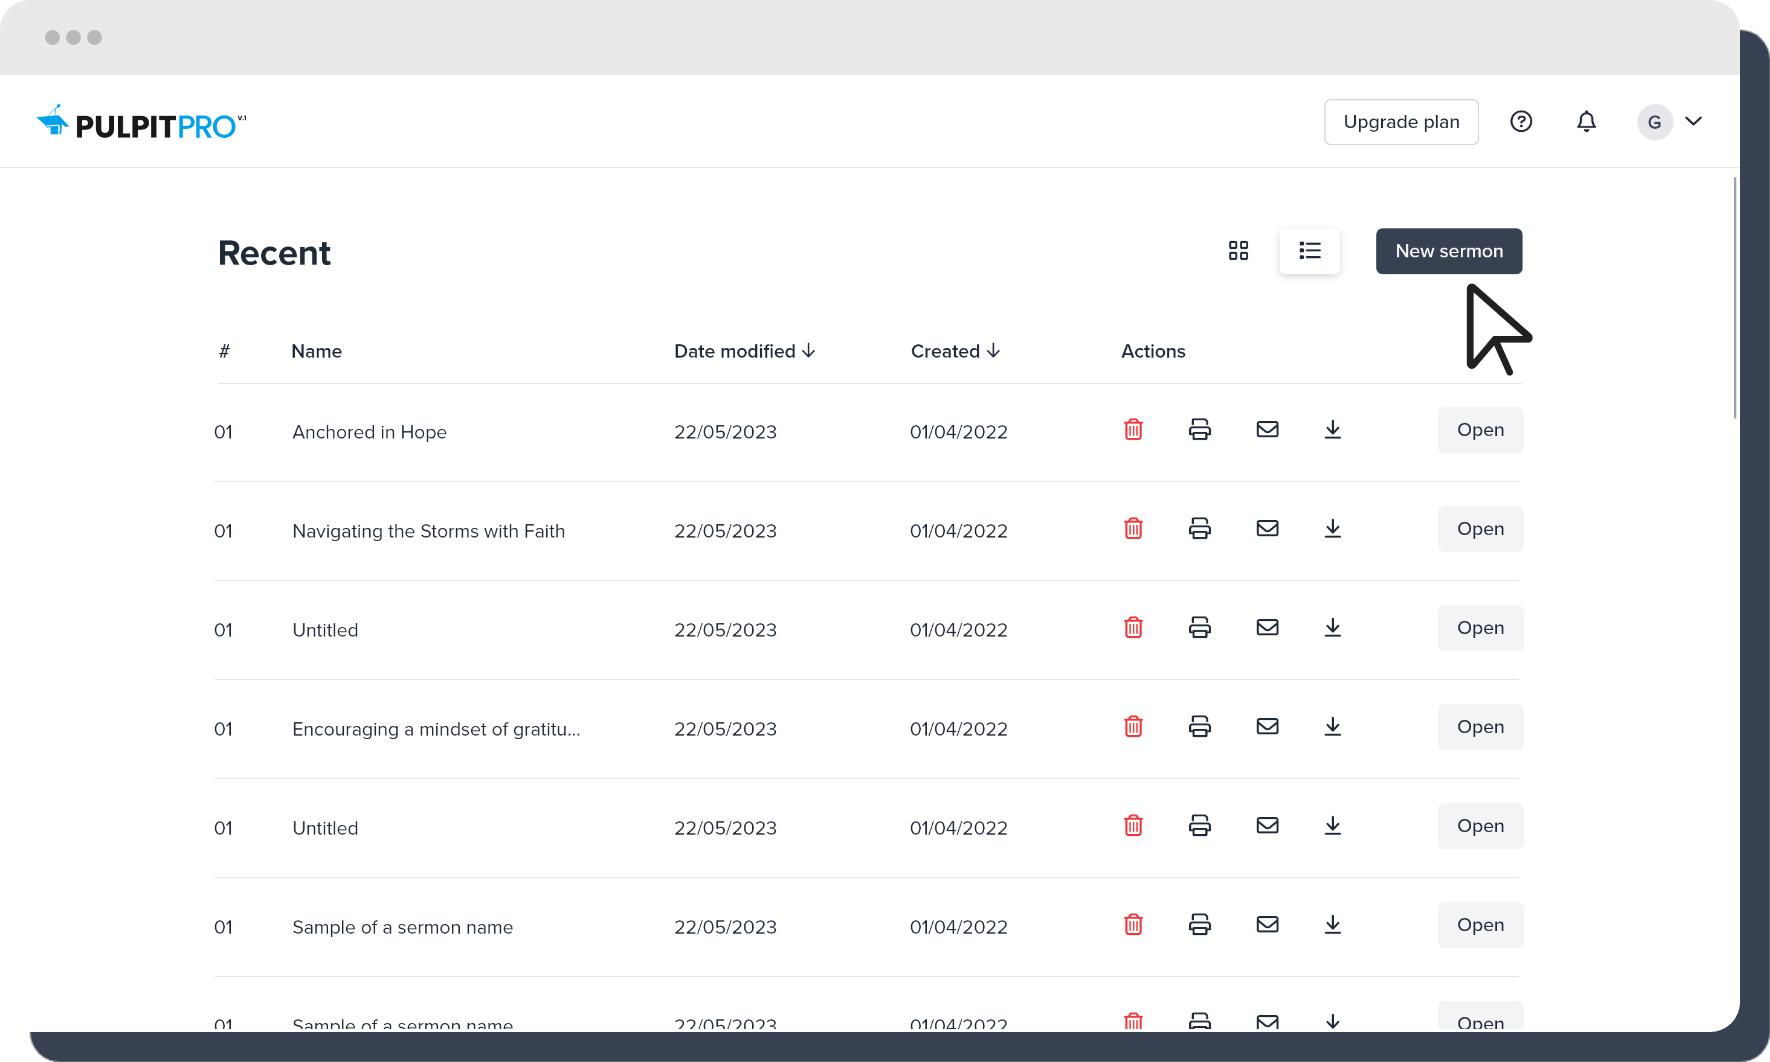 PULPITPRO V.1
Upgrade plan
G
Recent
New sermon
# Name Date modified Created Actions
01 Anchored in Hope 22/05/2023 01/04/2022 Open
01 Navigating the Storms with Faith 22/05/2023 01/04/2022 Open
01 Untitled 22/05/2023 01/04/2022 Open
01 Encouraging a mindset of gratitu... 22/05/2023 01/04/2022 Open
01 Untitled 22/05/2023 01/04/2022 Open
01 Sample of a sermon name 22/05/2023 01/04/2022 Open
01 Sample of a sermon name 22/05/2023 01/04/2022 Open